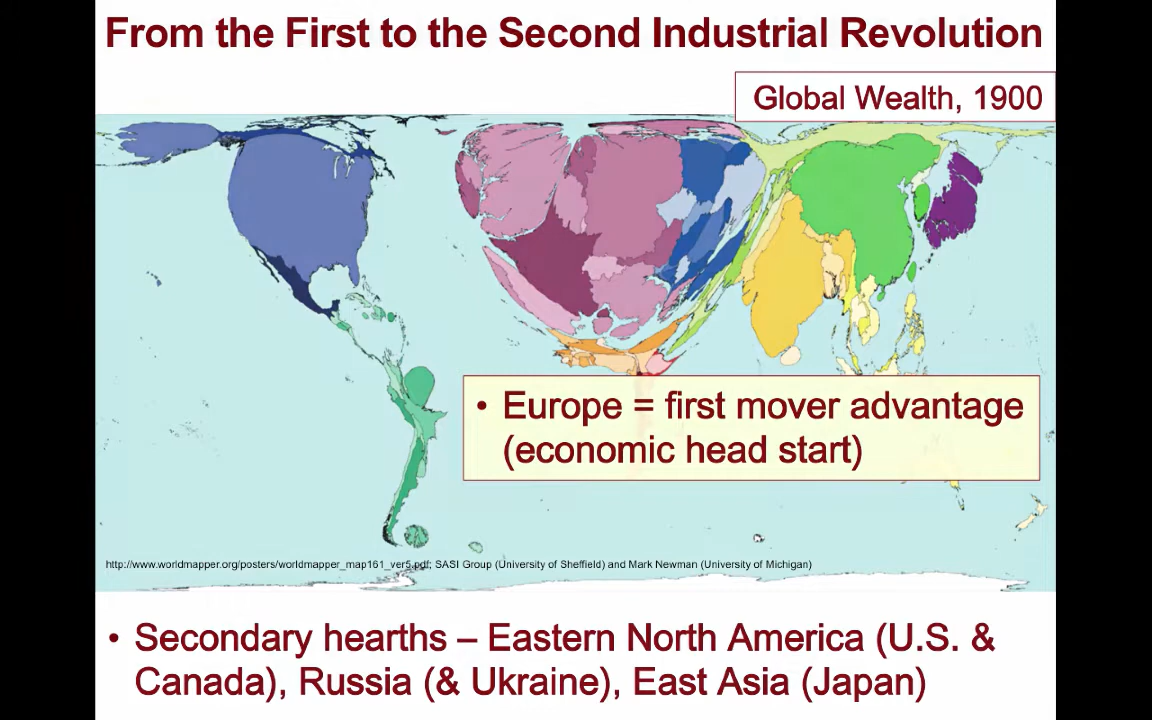 From the First to the Second Industrial Revolution
Global Wealth, 1900
• Europe = first mover advantage
(economic head start)
http://www.worldmapper.org/posters/worldmapper_map161_ver5.pdf; SASI Group (University of Sheffield) and Mark Newman (University of Michigan)
• Secondary hearths – Eastern North America (U.S. &
Canada), Russia (& Ukraine), East Asia (Japan)